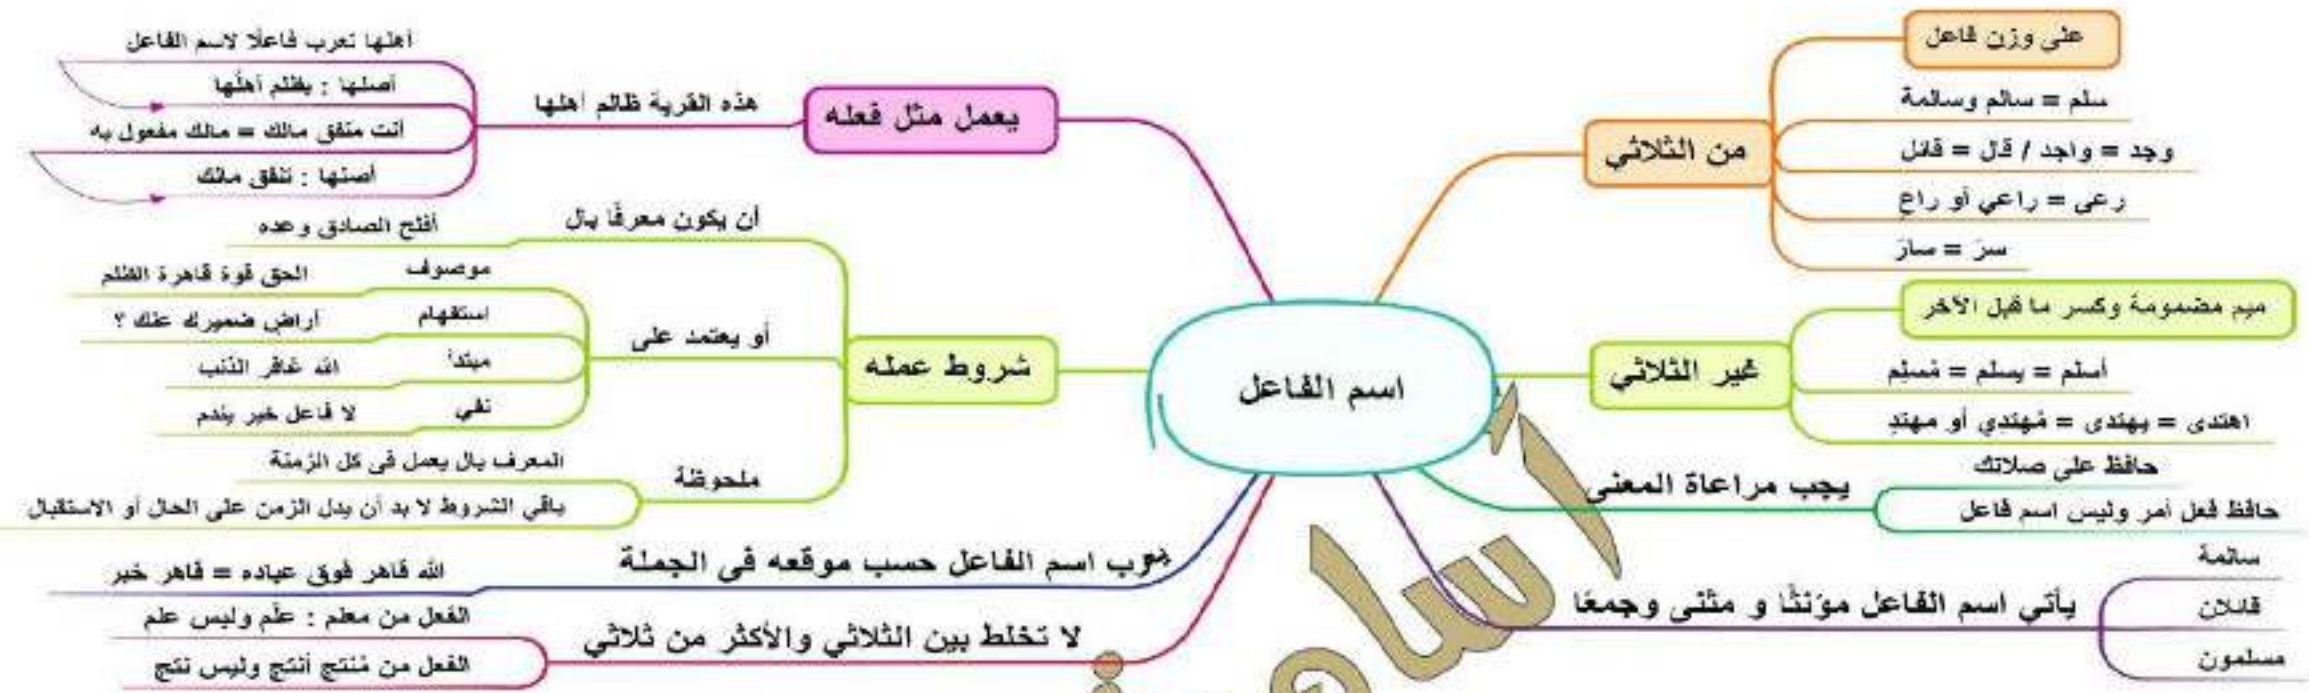 اسم الفاعل
من الثلاثي
على وزن فاعل
سلم = سالم وسالمة
وجد = واجد / قال = قائل
رعى = راعي أو راعٍ
سرّ = سارّ
غير الثلاثي
ميم مضمومة وكسر ما قبل الآخر
أسلم = يسلم = مُسلِم
اهتدى = يهتدى = مُهتدي أو مهتدٍ
يجب مراعاة المعنى
حافظ على صلاتك
حافظ فعل أمر وليس اسم فاعل
يأتي اسم الفاعل مؤنثًا و مثنى وجمعًا
سالمة
قائلان
مسلمون
يعمل مثل فعله
هذه القرية ظالم أهلها
أهلها تعرب فاعلًا لاسم الفاعل
أصلها : يظلم أهلُها
أنت منفق مالك = مالك مفعول به
أصلها : تنفق مالك
شروط عمله
أن يكون معرفًا بال
أفلح الصادق وعده
أو يعتمد على
موصوف
الحق قوة قاهرة الظلم
استفهام
أراضٍ ضميرك عنك ؟
مبتدأ
الله غافر الذنب
نفي
لا فاعل خير يندم
ملحوظة
المعرف بال يعمل فى كل الزمنة
باقي الشروط لا بد أن يدل الزمن على الحال أو الاستقبال
يعرب اسم الفاعل حسب موقعه في الجملة
الله قاهر فوق عباده = قاهر خبر
لا تخلط بين الثلاثي والأكثر من ثلاثي
الفعل من معلم : علّم وليس علم
الفعل من مُنتج أنتج وليس نتج